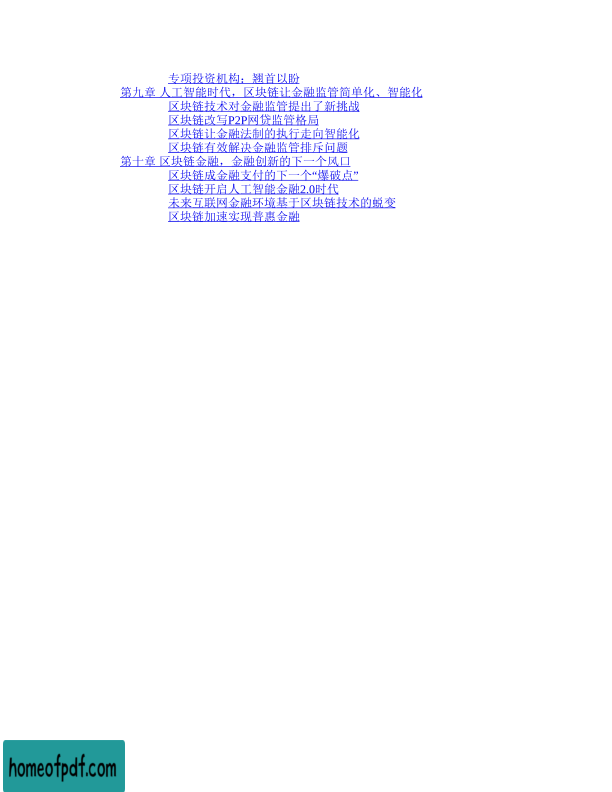 专项投资机构：翘首以盼
第九章 人工智能时代，区块链让金融监管简单化、智能化
区块链技术对金融监管提出了新挑战
区块链改写P2P网贷监管格局
区块链让金融法制的执行走向智能化
区块链有效解决金融监管排斥问题
第十章 区块链金融，金融创新的下一个风口
区块链成金融支付的下一个“爆破点”
区块链开启人工智能金融2.0时代
未来互联网金融环境基于区块链技术的蜕变
区块链加速实现普惠金融
homeofpdf.com